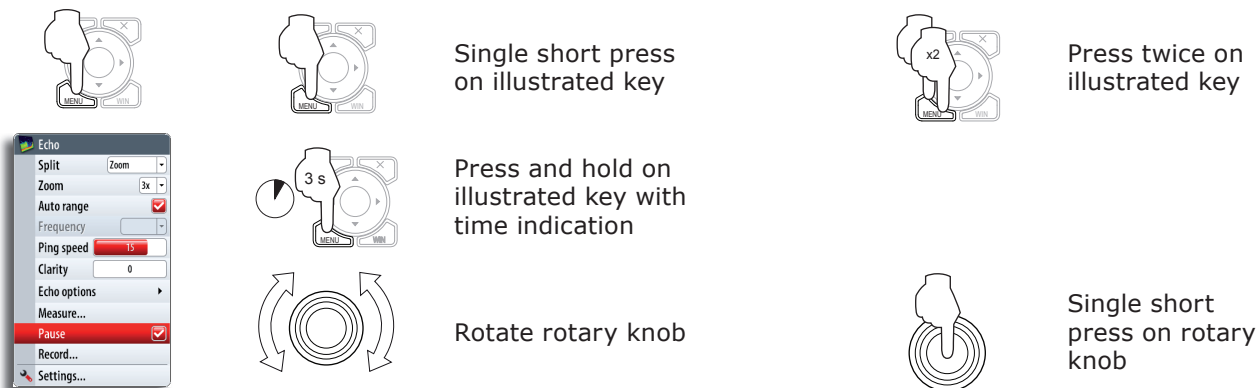 MENU
WIN
MENU
WIN
Single short press
on illustrated key
x2
MENU
WIN
Press twice on
illustrated key
Echo
Split Zoom
Zoom 3x
Auto range
Frequency
Ping speed 15
Clarity 0
Echo options
Measure...
Pause
Record...
Settings...
3 s
MENU
WIN
Press and hold on
illustrated key with
time indication
Rotate rotary knob
Single short
press on rotary
knob